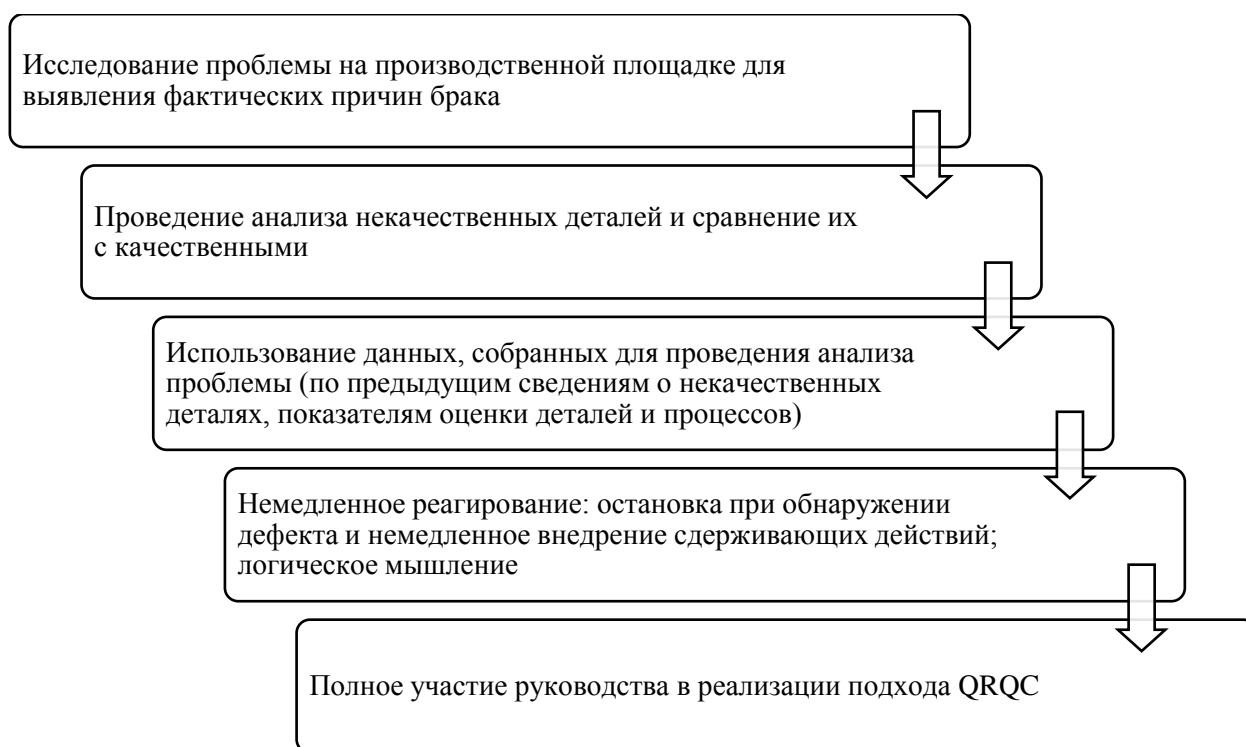 Исследование проблемы на производственной площадке для
выявления фактических причин брака
Проведение анализа некачественных деталей и сравнение их
с качественными
Использование данных, собранных для проведения анализа
проблемы (по предыдущим сведениям о некачественных
деталях, показателям оценки деталей и процессов)
Немедленное реагирование: остановка при обнаружении
дефекта и немедленное внедрение сдерживающих действий;
логическое мышление
Полное участие руководства в реализации подхода QRQC